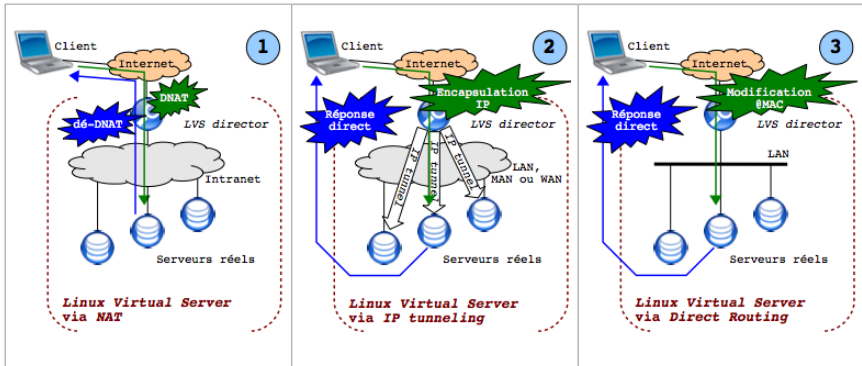 Client
1
Internet
DNAT
dé-DNAT
LVS director
Intranet
Serveurs réels
Linux Virtual Server
via NAT
Client
2
Internet
Encapsulation
IP
Réponse
direct
LVS director
IP tunnel
IP tunnel
IP tunnel
LAN,
MAN ou WAN
Serveurs réels
Linux Virtual Server
via IP tunneling
Client
3
Internet
Modification
@MAC
Réponse
direct
LVS director
LAN
Serveurs réels
Linux Virtual Server
via Direct Routing